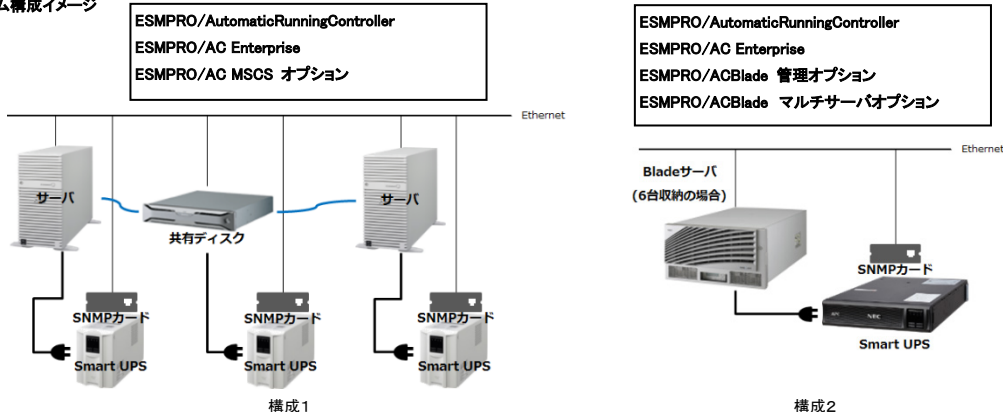 ム構成イメージ
ESMPRO/AutomaticRunningController
ESMPRO/AC Enterprise
ESMPRO/AC MSCS オプション
Ethernet
サーバ
共有ディスク
サーバ
SNMPカード
SNMPカード
SNMPカード
Smart UPS
Smart UPS
Smart UPS
構成1
ESMPRO/AutomaticRunningController
ESMPRO/AC Enterprise
ESMPRO/ACBlade 管理オプション
ESMPRO/ACBlade マルチサーバオプション
Ethernet
Bladeサーバ
(6台収納の場合)
SNMPカード
NEC
Smart UPS
構成2